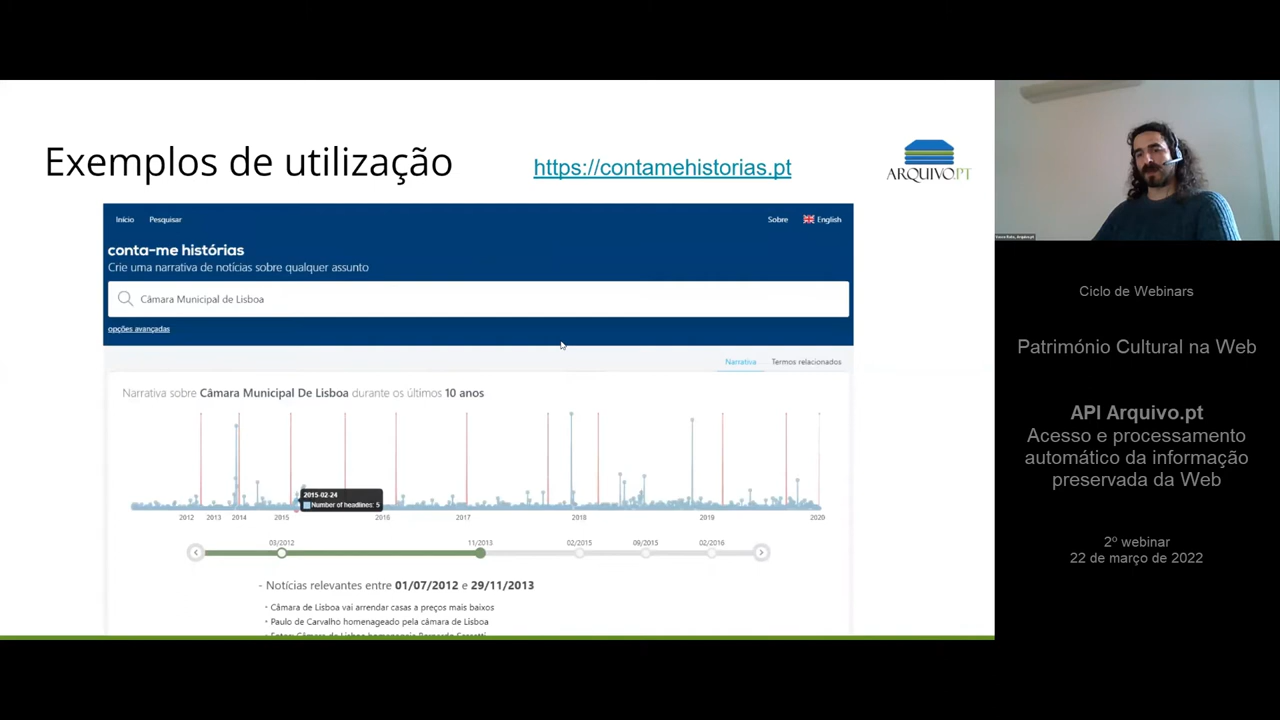 Exemplos de utilização
https://contamehistorias.pt
ARQUIVO.PT
Início Pesquisar
Sobre English
conta-me histórias
Crie uma narrativa de notícias sobre qualquer assunto
Câmara Municipal de Lisboa
opções avançadas
Narrativa Termos relacionados
Narrativa sobre Câmara Municipal De Lisboa durante os últimos 10 anos
2015-02-24
Number of headlines: 5
2012 2013 2014 2015 2016 2017 2018 2019 2020
03/2012 11/2013 02/2015 09/2015 02/2016
- Notícias relevantes entre 01/07/2012 e 29/11/2013
• Câmara de Lisboa vai arrendar casas a preços mais baixos
• Paulo de Carvalho homenageado pela câmara de Lisboa
Ciclo de Webinars
Património Cultural na Web
API Arquivo.pt
Acesso e processamento
automático da informação
preservada da Web
2º webinar
22 de março de 2022